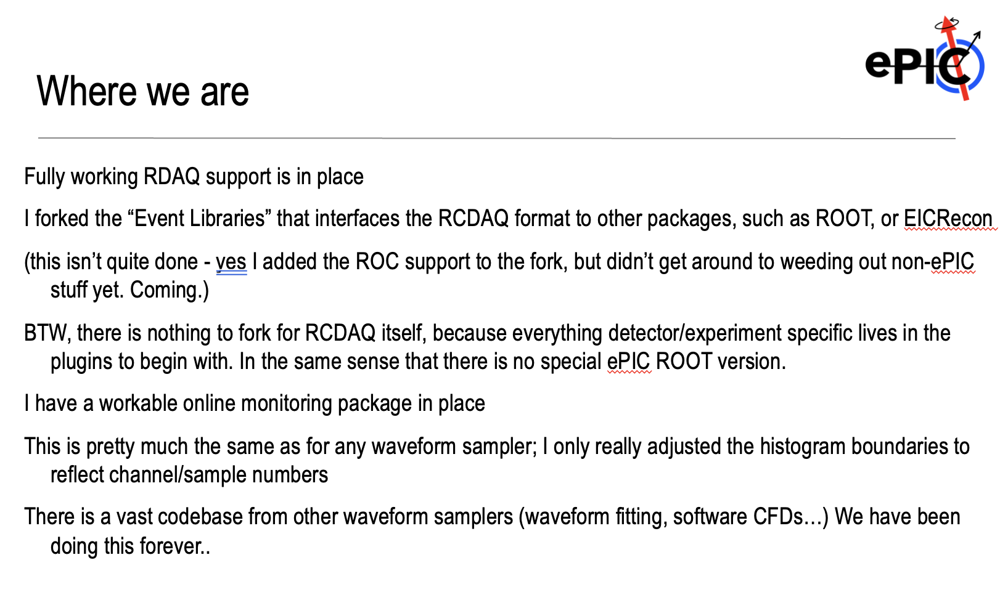 ePIC
Where we are
Fully working RDAQ support is in place
I forked the “Event Libraries” that interfaces the RCDAQ format to other packages, such as ROOT, or EICRecon
(this isn’t quite done - yes I added the ROC support to the fork, but didn’t get around to weeding out non-ePIC
stuff yet. Coming.)
BTW, there is nothing to fork for RCDAQ itself, because everything detector/experiment specific lives in the
plugins to begin with. In the same sense that there is no special ePIC ROOT version.
I have a workable online monitoring package in place
This is pretty much the same as for any waveform sampler; I only really adjusted the histogram boundaries to
reflect channel/sample numbers
There is a vast codebase from other waveform samplers (waveform fitting, software CFDs…) We have been
doing this forever..